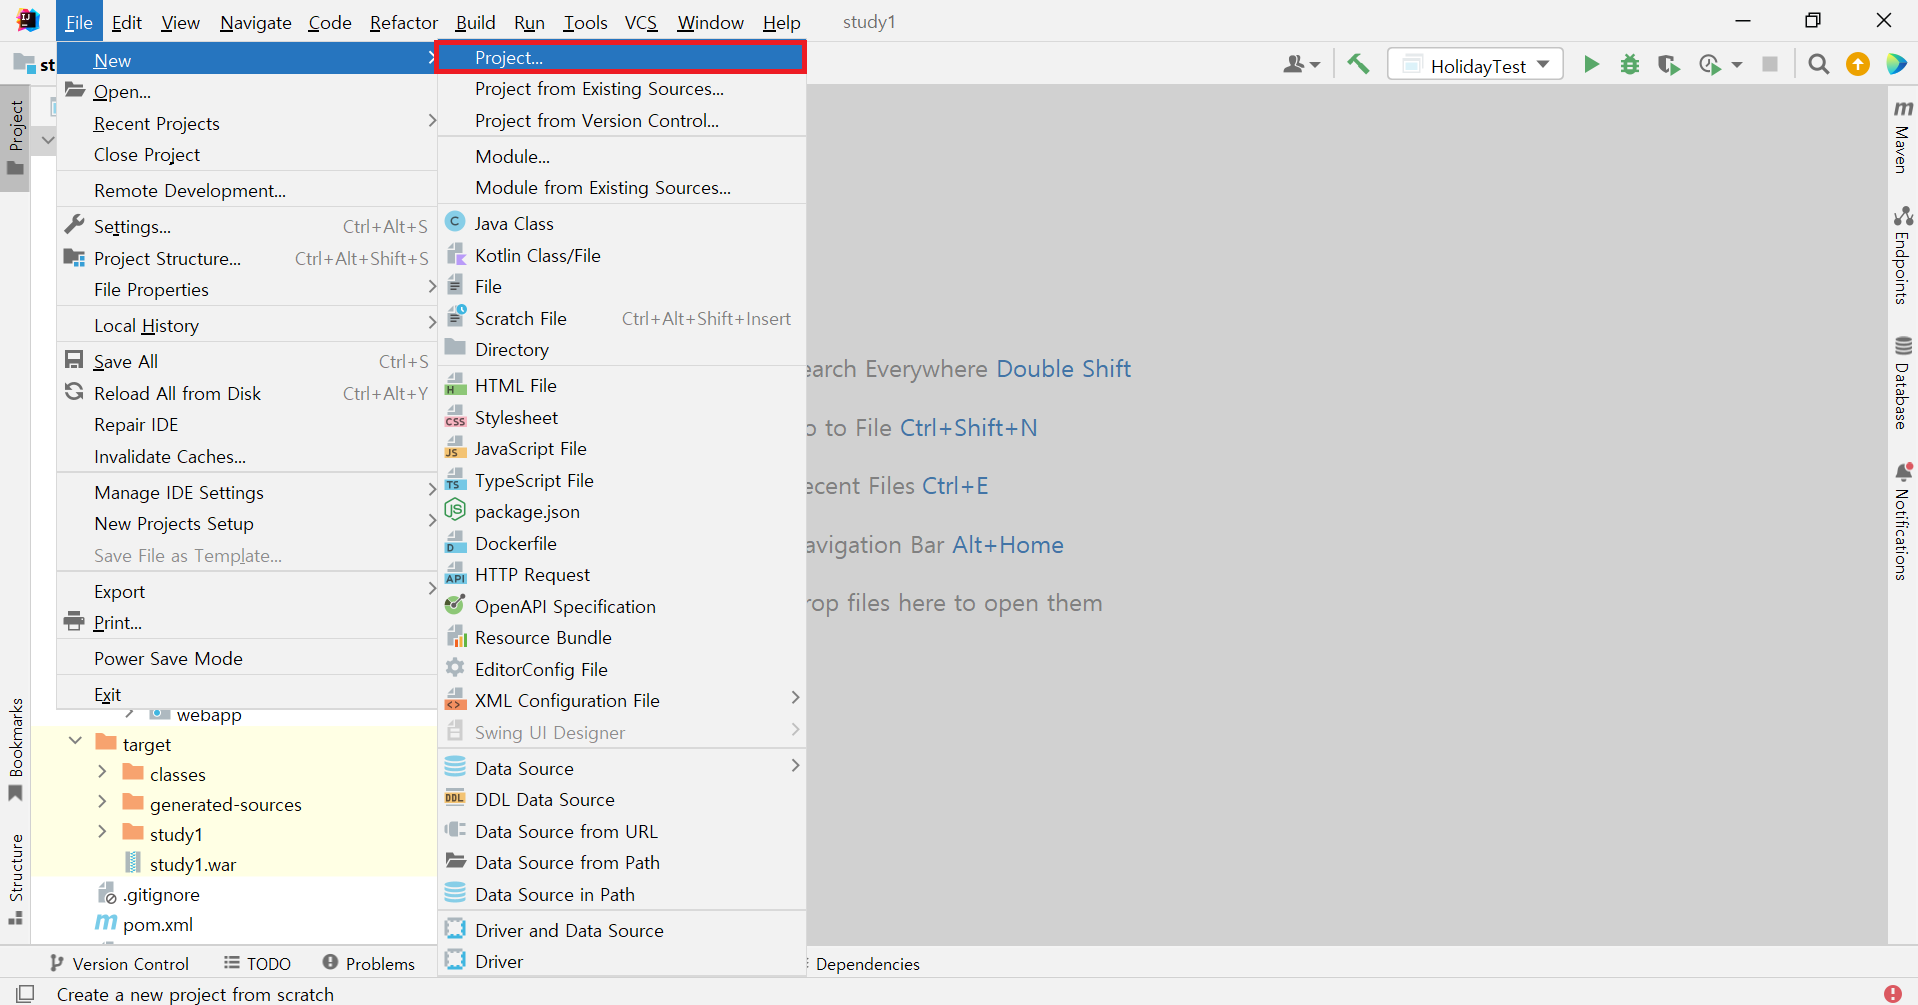 File Edit View Navigate Code Refactor Build Run Tools VCS Window Help study1
st
HolidayTest
New
Open...
Recent Projects
Close Project
Remote Development...
Settings... Ctrl+Alt+S
Project Structure... Ctrl+Alt+Shift+S
File Properties
Local History
Save All Ctrl+S
Reload All from Disk Ctrl+Alt+Y
Repair IDE
Invalidate Caches...
Manage IDE Settings
New Projects Setup
Save File as Template...
Export
Print...
Power Save Mode
Exit
Project...
Project from Existing Sources...
Project from Version Control...
Module...
Module from Existing Sources...
C Java Class
Kotlin Class/File
File
Scratch File Ctrl+Alt+Shift+Insert
Directory
H HTML File
CSS Stylesheet
JS JavaScript File
TS TypeScript File
JS package.json
D Dockerfile
API HTTP Request
OpenAPI Specification
Resource Bundle
EditorConfig File
<> XML Configuration File
Swing UI Designer
Data Source
DDL DDL Data Source
Data Source from URL
Data Source from Path
Data Source in Path
Driver and Data Source
Driver
earch Everywhere Double Shift
o to File Ctrl+Shift+N
ecent Files Ctrl+E
avigation Bar Alt+Home
rop files here to open them
Project
Bookmarks
Structure
webapp
target
classes
generated-sources
study1
study1.war
.gitignore
m pom.xml
m Maven
Endpoints
Database
Notifications
Version Control TODO Problems Dependencies
Create a new project from scratch